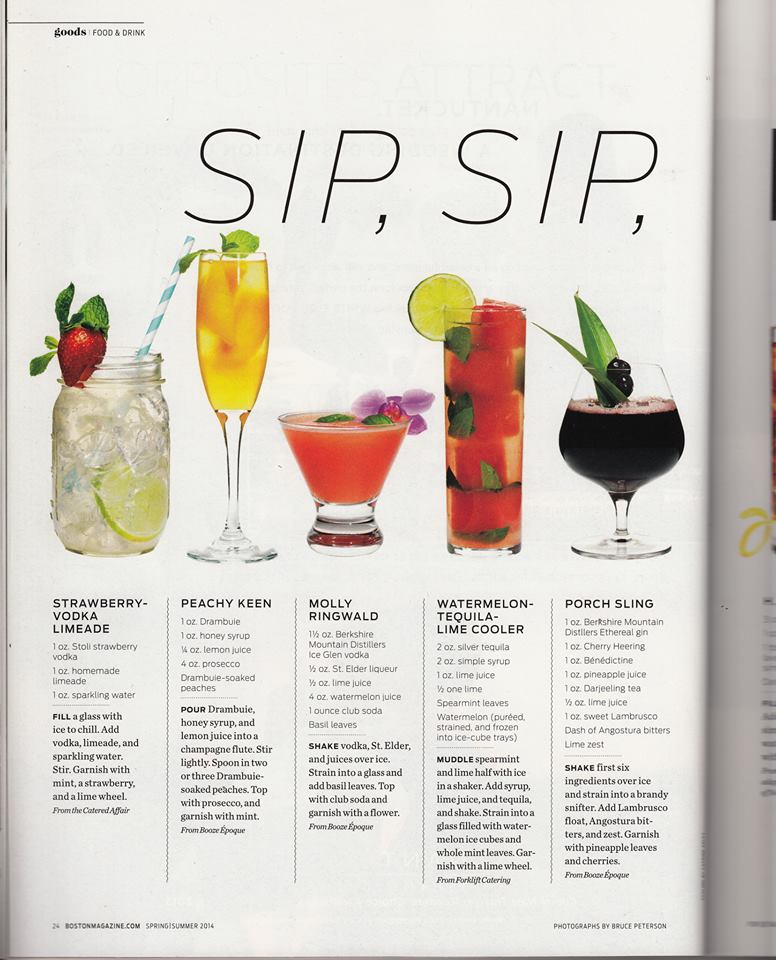 goods | FOOD & DRINK
SIP, SIP,
STRAWBERRY-
VODKA
LIMEADE
1 oz. Stoli strawberry
vodka
1 oz. homemade
limeade
1 oz. sparkling water
FILL a glass with
ice to chill. Add
vodka, limeade, and
sparkling water.
Stir. Garnish with
mint, a strawberry,
and a lime wheel.
From the Catered Affair
PEACHY KEEN
1 oz. Drambuie
1 oz. honey syrup
¼ oz. lemon juice
4 oz. prosecco
Drambuie-soaked
peaches
POUR Drambuie,
honey syrup, and
lemon juice into a
champagne flute. Stir
lightly. Spoon in two
or three Drambuie-
soaked peaches. Top
with prosecco, and
garnish with mint.
From Booze Époque
MOLLY
RINGWALD
1½ oz. Berkshire
Mountain Distillers
Ice Glen vodka
½ oz. St. Elder liqueur
½ oz. lime juice
4 oz. watermelon juice
1 ounce club soda
Basil leaves
SHAKE vodka, St. Elder,
and juices over ice.
Strain into a glass and
add basil leaves. Top
with club soda and
garnish with a flower.
From Booze Époque
WATERMELON-
TEQUILA-
LIME COOLER
2 oz. silver tequila
2 oz. simple syrup
1 oz. lime juice
½ one lime
Spearmint leaves
Watermelon (puréed,
strained, and frozen
into ice-cube trays)
MUDDLE spearmint
and lime half with ice
in a shaker. Add syrup,
lime juice, and tequila,
and shake. Strain into a
glass filled with water-
melon ice cubes and
whole mint leaves. Gar-
nish with a lime wheel.
From Forklift Catering
PORCH SLING
1 oz. Berkshire Mountain
Distllers Ethereal gin
1 oz. Cherry Heering
1 oz. Bénédictine
1 oz. pineapple juice
1 oz. Darjeeling tea
½ oz. lime juice
1 oz. sweet Lambrusco
Dash of Angostura bitters
Lime zest
SHAKE first six
ingredients over ice
and strain into a brandy
snifter. Add Lambrusco
float, Angostura bit-
ters, and zest. Garnish
with pineapple leaves
and cherries.
From Booze Époque
24 BOSTONMAGAZINE.COM SPRING|SUMMER 2014
PHOTOGRAPHS BY BRUCE PETERSON